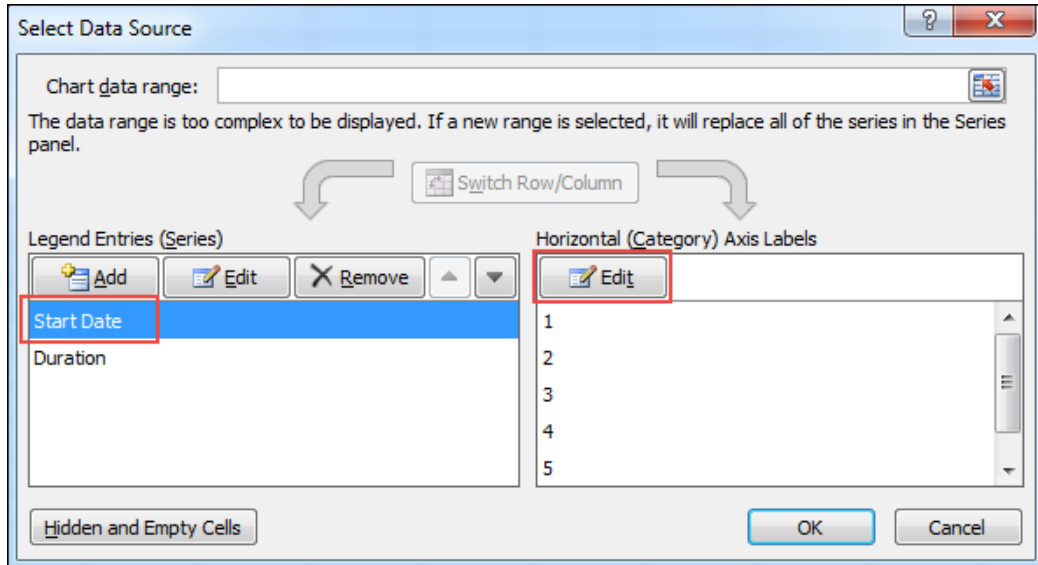 Select Data Source
Chart data range:
The data range is too complex to be displayed. If a new range is selected, it will replace all of the series in the Series
panel.
Switch Row/Column
Legend Entries (Series)
Horizontal (Category) Axis Labels
Add Edit Remove
Edit
Start Date
Duration
1
2
3
4
5
Hidden and Empty Cells
OK
Cancel